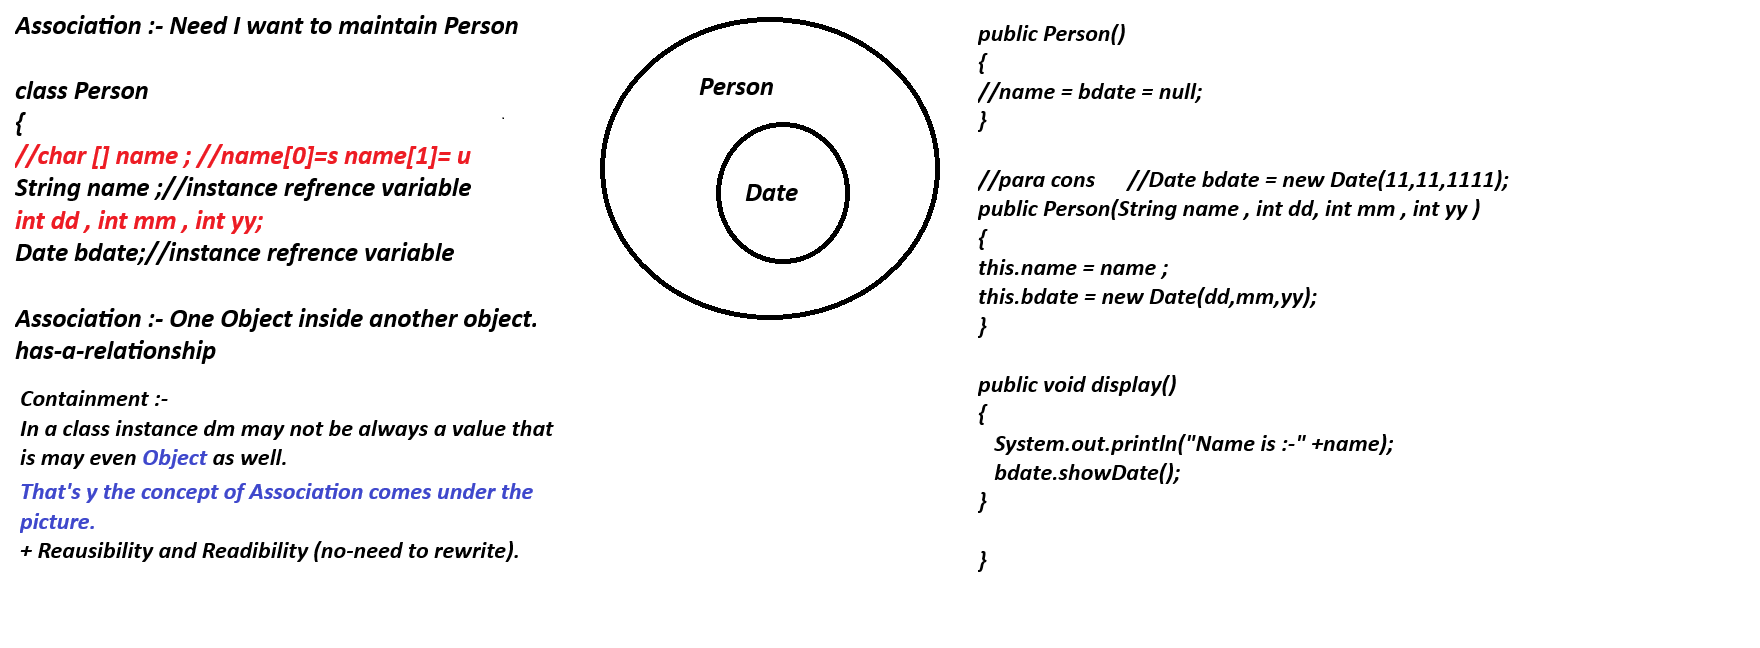 Association :- Need I want to maintain Person
class Person
{
//char [] name ; //name[0]=s name[1]= u
String name ;//instance refrence variable
int dd , int mm , int yy;
Date bdate;//instance refrence variable
Association :- One Object inside another object.
has-a-relationship
Containment :-
In a class instance dm may not be always a value that
is may even Object as well.
That's y the concept of Association comes under the
picture.
+ Reausibility and Readibility (no-need to rewrite).
Person
Date
public Person()
{
//name = bdate = null;
}
//para cons //Date bdate = new Date(11,11,1111);
public Person(String name , int dd, int mm , int yy )
{
this.name = name ;
this.bdate = new Date(dd,mm,yy);
}
public void display()
{
System.out.println("Name is :-" +name);
bdate.showDate();
}
}